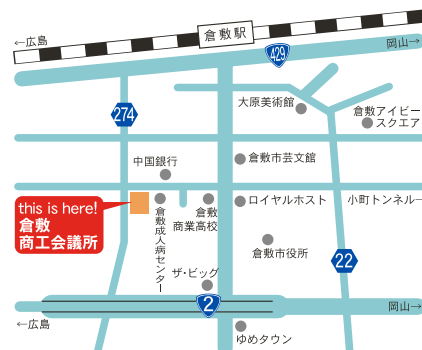 ←広島
倉敷駅
岡山→
429
大原美術館
274
倉敷アイビー
スクエア
中国銀行
倉敷市芸文館
this is here!
倉敷
商工会議所
倉敷成人病センター
倉敷
商業高校
ロイヤルホスト
小町トンネル→
倉敷市役所
22
ザ・ビッグ
2
岡山→
←広島
ゆめタウン